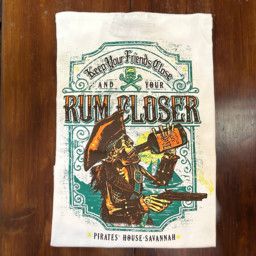 Keep Your Friends Close
AND YOUR
RUM CLOSER
PIRATES' HOUSE · SAVANNAH